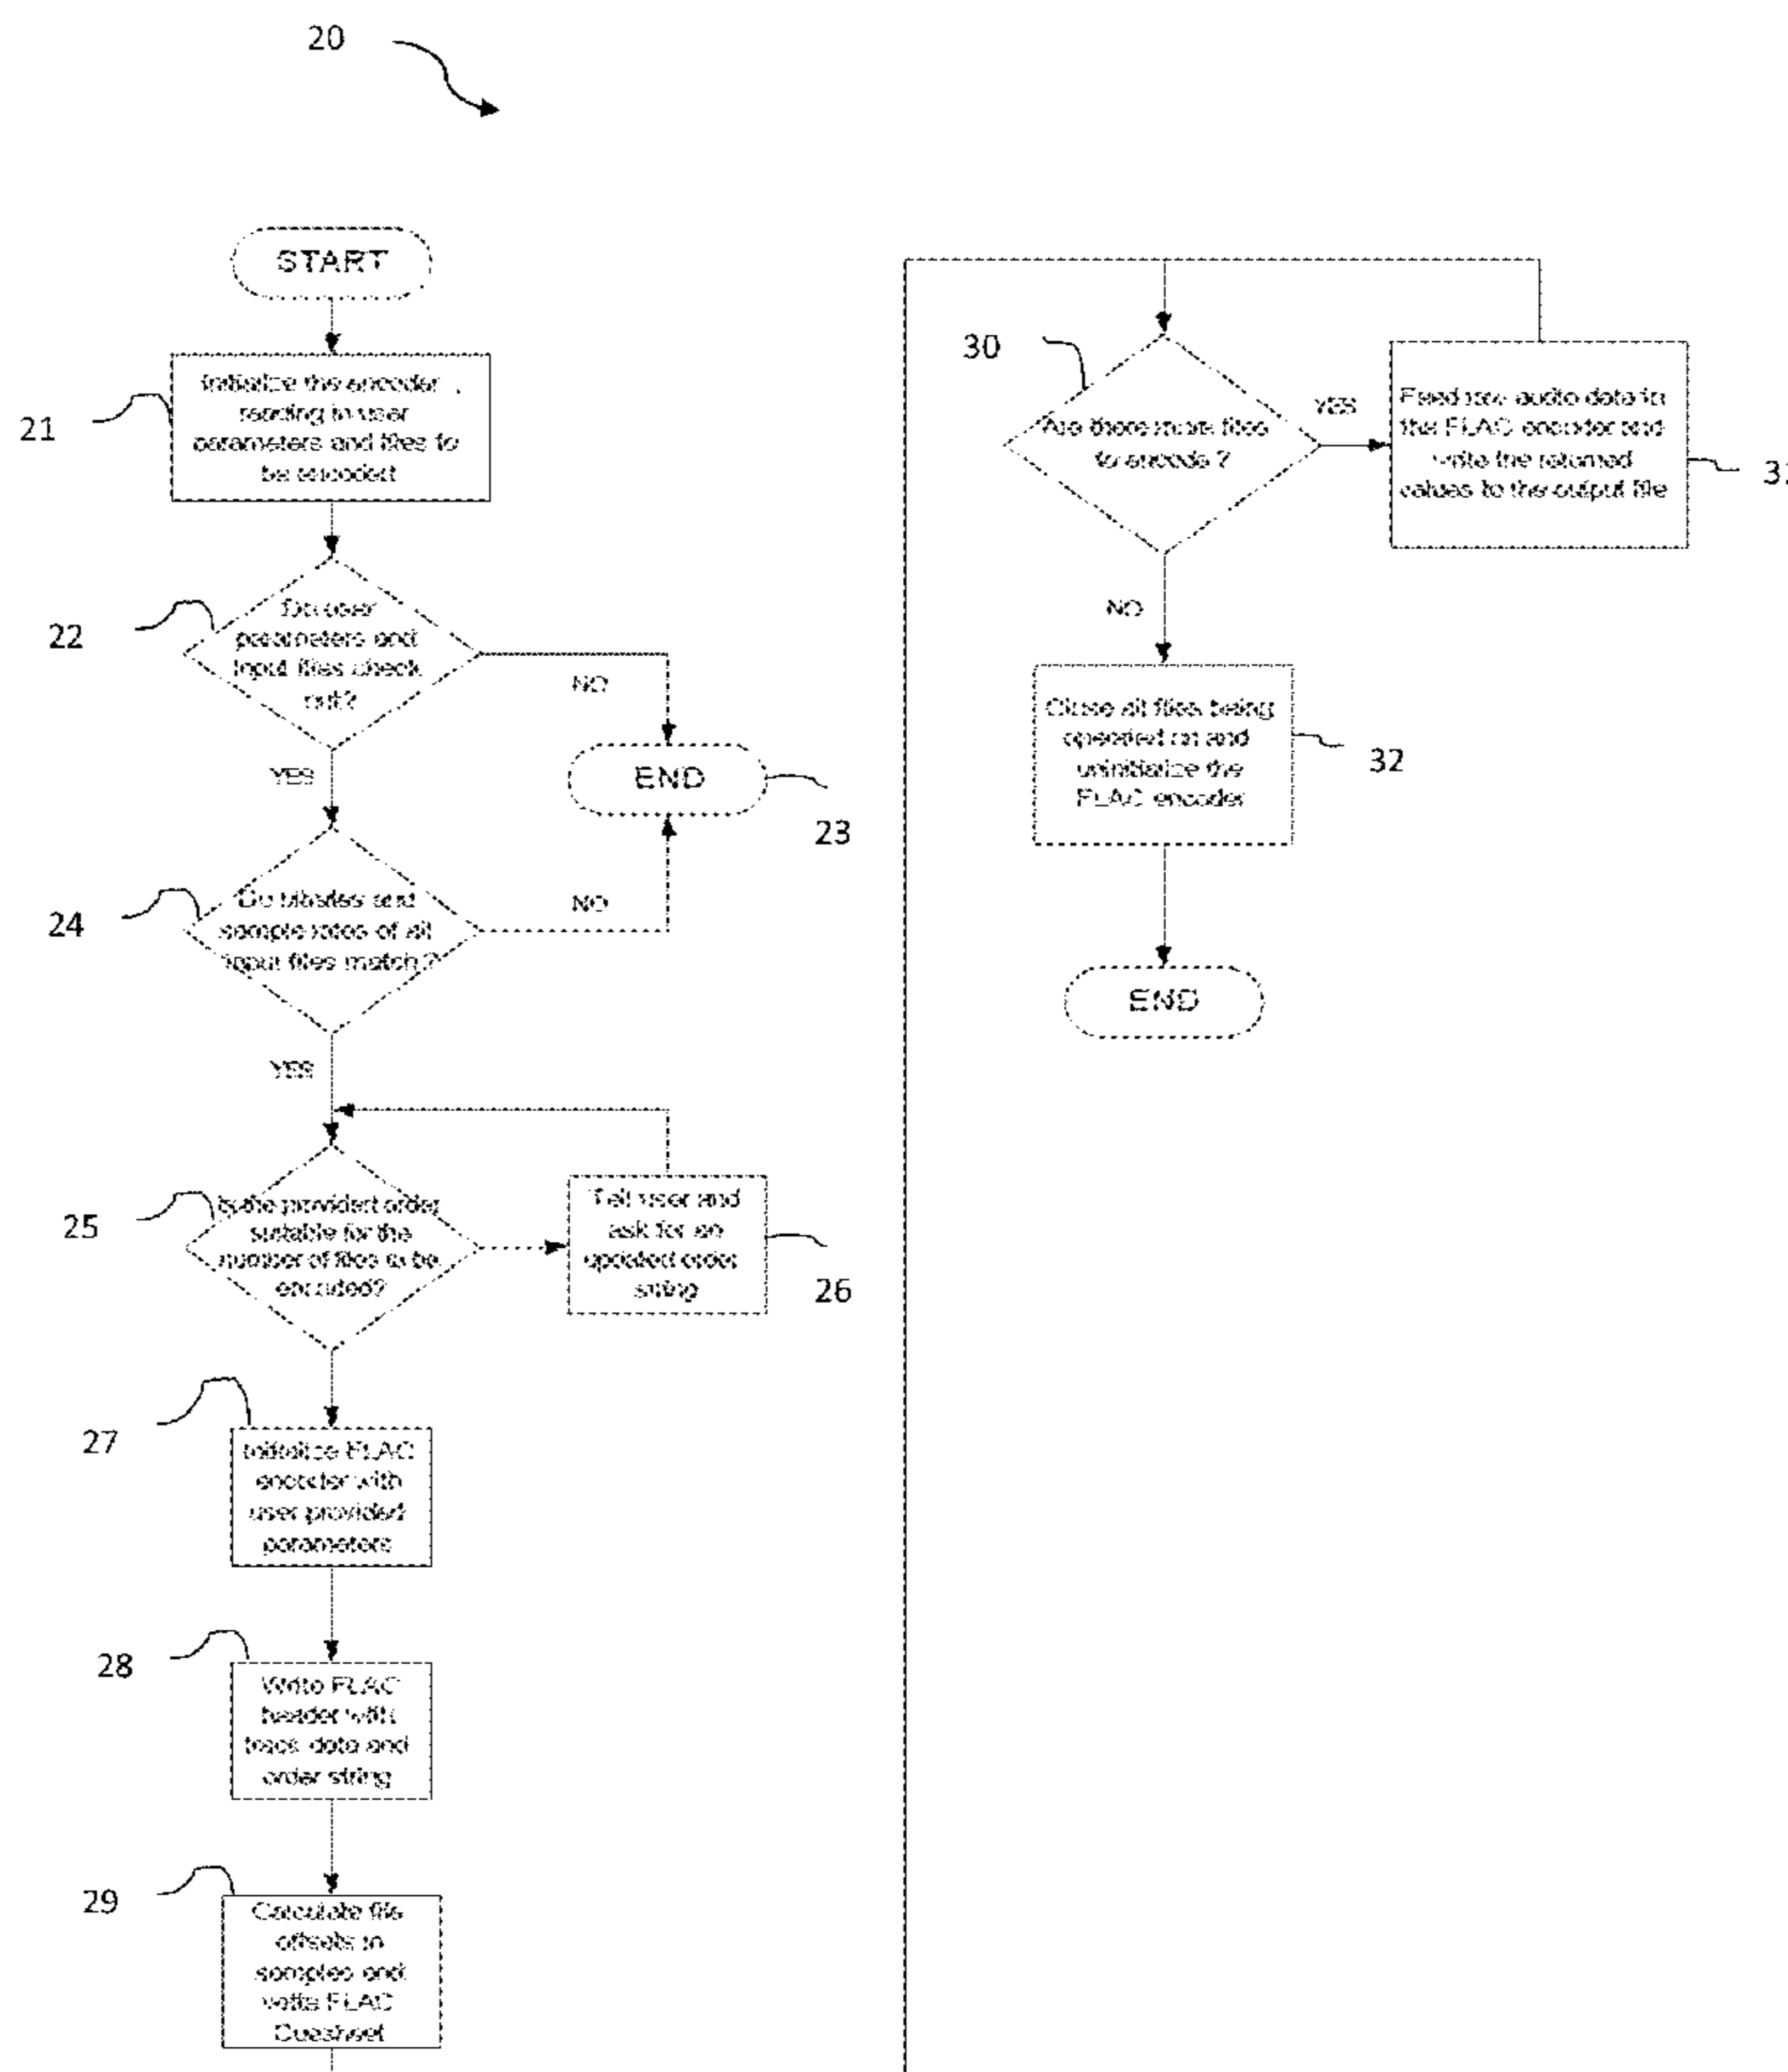 20
START
21
Initialize the encoder,
reading in user
parameters and files to
be encoded
22
Do user
parameters and
input files check
out?
NO
YES
END
23
24
Do bitrates and
sample rates of all
input files match?
NO
YES
25
Is the provided order
suitable for the
number of files to be
encoded?
Tell user and
ask for an
updated order
string
26
27
Initialize FLAC
encoder with
user provided
parameters
28
Write FLAC
header with
track data and
order string
29
Calculate file
offsets in
samples and
write FLAC
Cuesheet
30
Are there more files
to encode?
YES
Feed raw audio data to
the FLAC encoder and
write the returned
values to the output file
NO
Close all files being
operated on and
uninitialize the
FLAC encoder
32
END